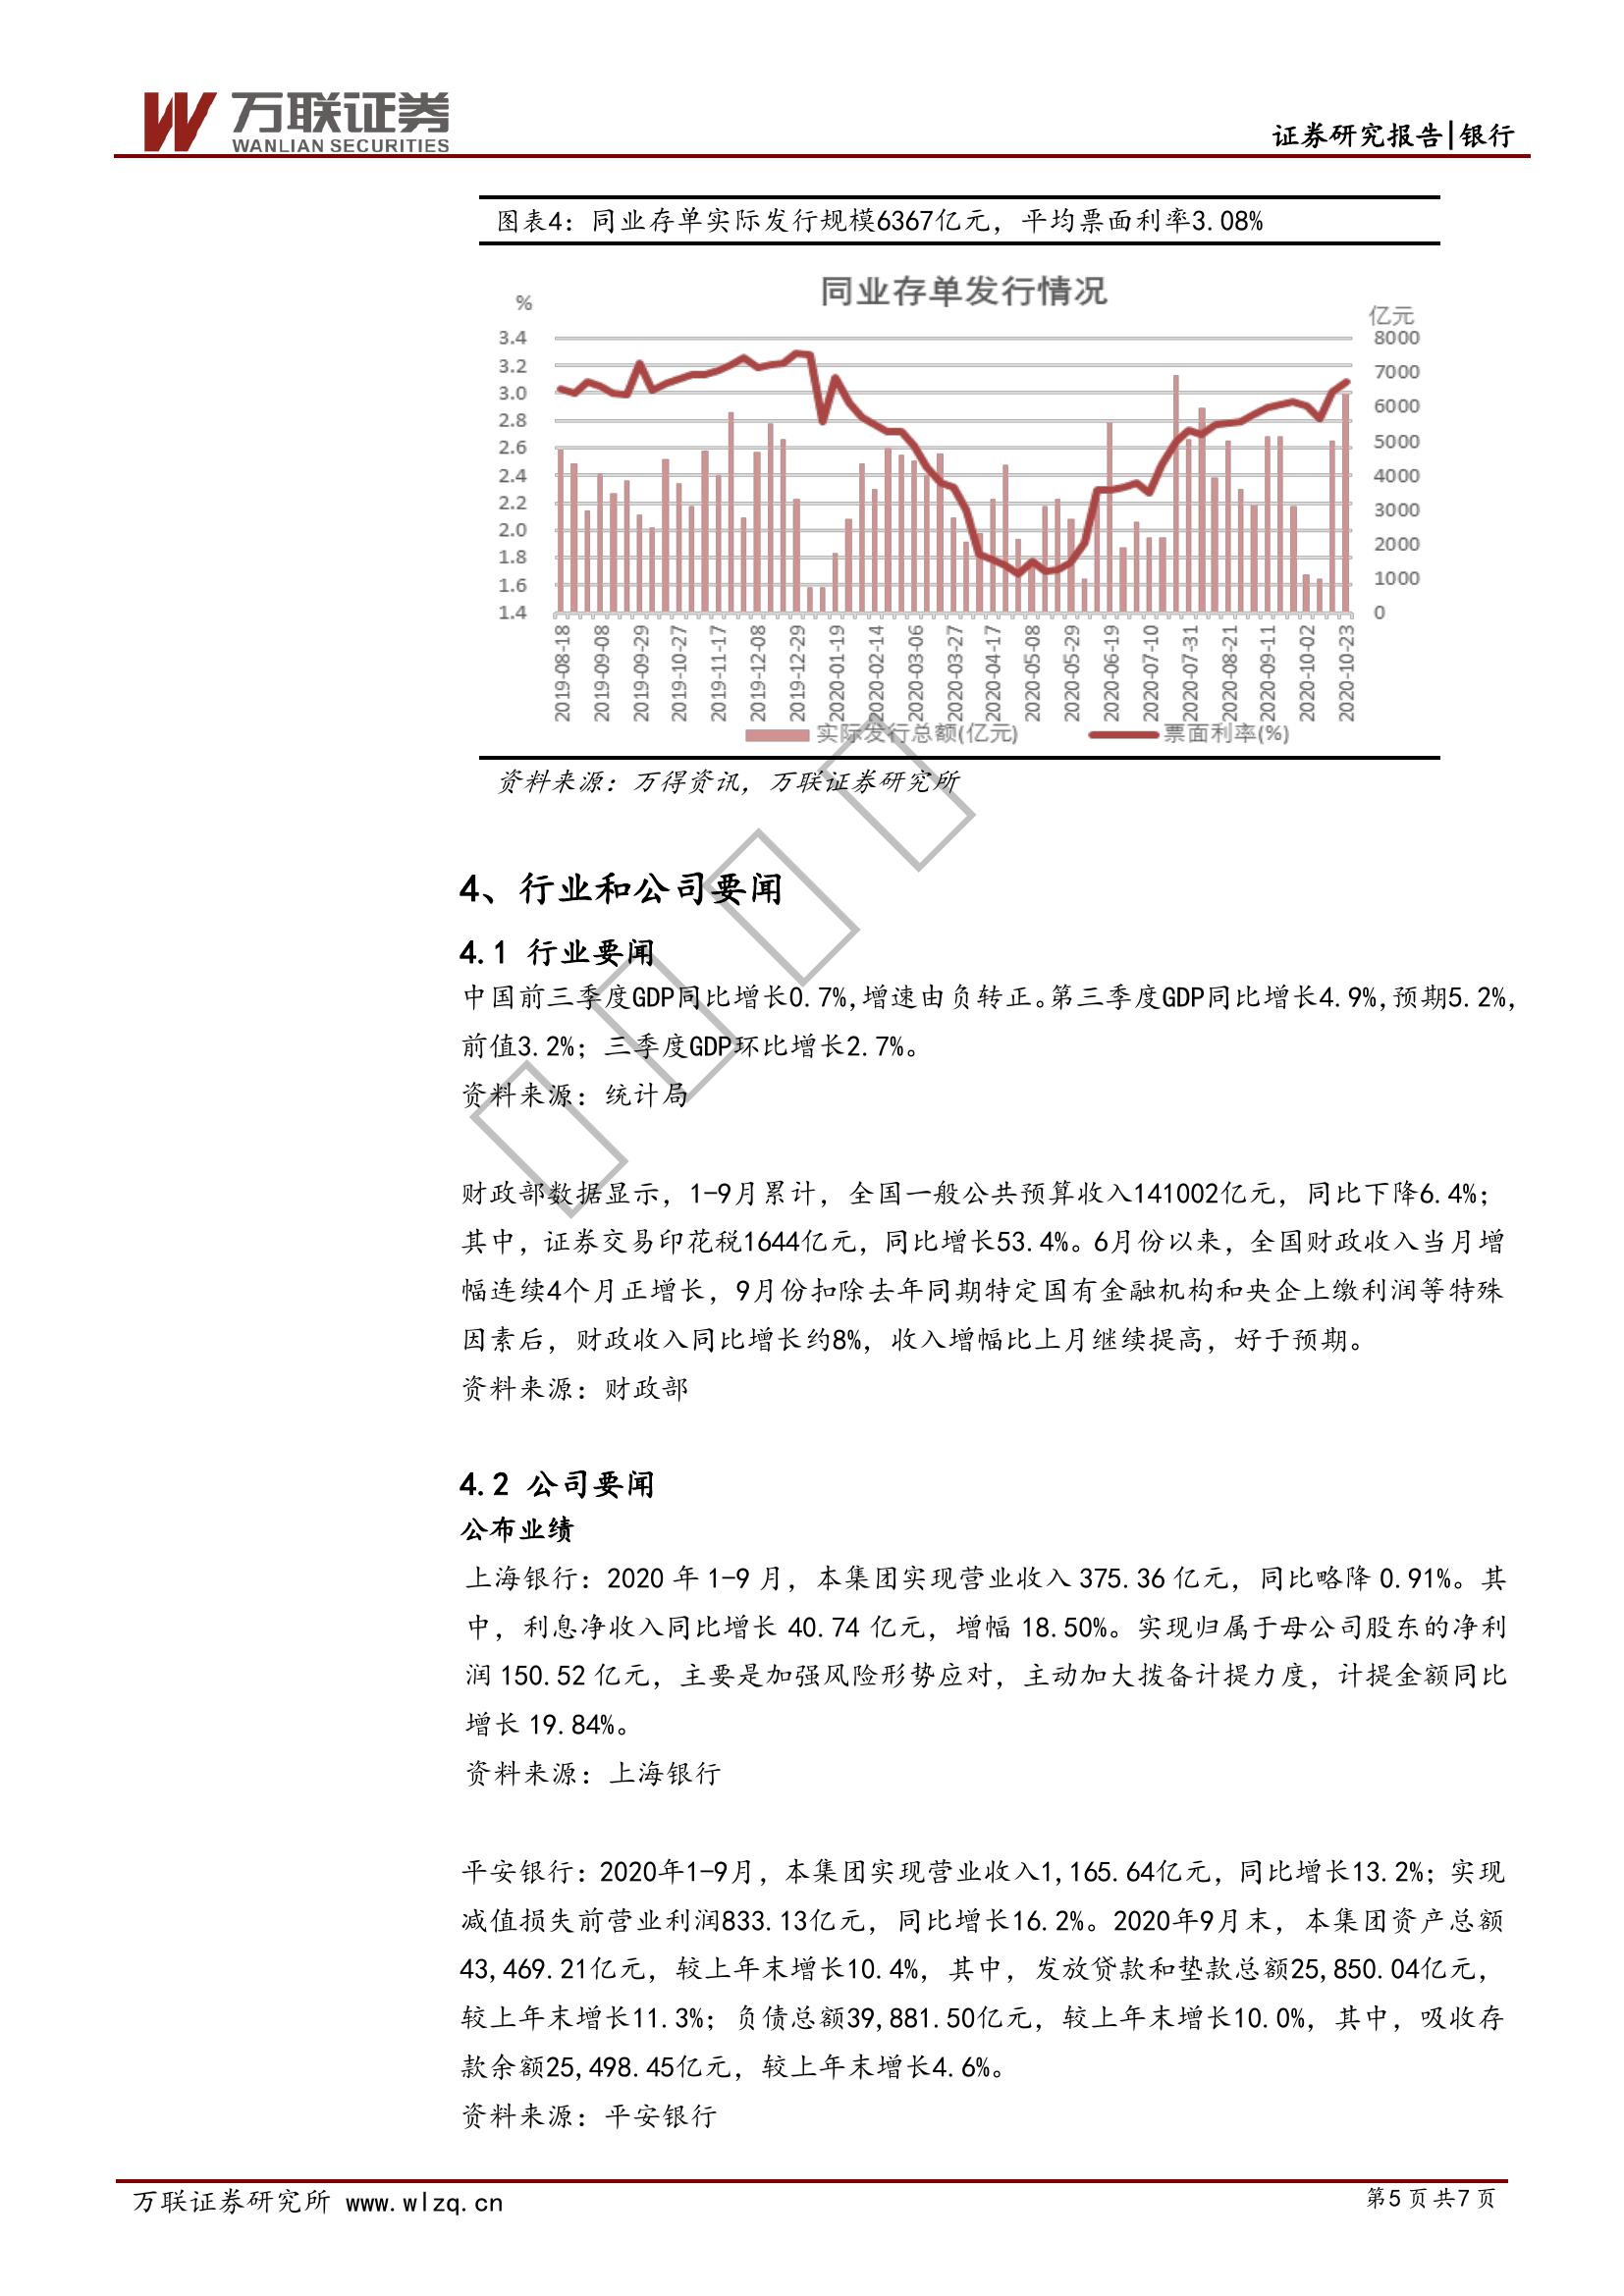 万联证券
WANLIAN SECURITIES
证券研究报告|银行
图表4：同业存单实际发行规模6367亿元，平均票面利率3.08%
同业存单发行情况
%
亿元
3.4
3.2
3.0
2.8
2.6
2.4
2.2
2.0
1.8
1.6
1.4
8000
7000
6000
5000
4000
3000
2000
1000
0
2019-08-18
2019-09-08
2019-09-29
2019-10-27
2019-11-17
2019-12-08
2019-12-29
2020-01-19
2020-02-14
2020-03-06
2020-03-27
2020-04-17
2020-05-08
2020-05-29
2020-06-19
2020-07-10
2020-07-31
2020-08-21
2020-09-11
2020-10-02
2020-10-23
实际发行总额(亿元) 票面利率(%)
资料来源：万得资讯，万联证券研究所
4、行业和公司要闻
4.1 行业要闻
中国前三季度GDP同比增长0.7%,增速由负转正。第三季度GDP同比增长4.9%,预期5.2%,
前值3.2%；三季度GDP环比增长2.7%。
资料来源：统计局
财政部数据显示，1-9月累计，全国一般公共预算收入141002亿元，同比下降6.4%；
其中，证券交易印花税1644亿元，同比增长53.4%。6月份以来，全国财政收入当月增
幅连续4个月正增长，9月份扣除去年同期特定国有金融机构和央企上缴利润等特殊
因素后，财政收入同比增长约8%，收入增幅比上月继续提高，好于预期。
资料来源：财政部
4.2 公司要闻
公布业绩
上海银行：2020 年 1-9 月，本集团实现营业收入 375.36 亿元，同比略降 0.91%。其
中，利息净收入同比增长 40.74 亿元，增幅 18.50%。实现归属于母公司股东的净利
润 150.52 亿元，主要是加强风险形势应对，主动加大拨备计提力度，计提金额同比
增长 19.84%。
资料来源：上海银行
平安银行：2020年1-9月，本集团实现营业收入1,165.64亿元，同比增长13.2%；实现
减值损失前营业利润833.13亿元，同比增长16.2%。2020年9月末，本集团资产总额
43,469.21亿元，较上年末增长10.4%，其中，发放贷款和垫款总额25,850.04亿元，
较上年末增长11.3%；负债总额39,881.50亿元，较上年末增长10.0%，其中，吸收存
款余额25,498.45亿元，较上年末增长4.6%。
资料来源：平安银行
万联证券研究所 www.wlzq.cn
第5页共7页